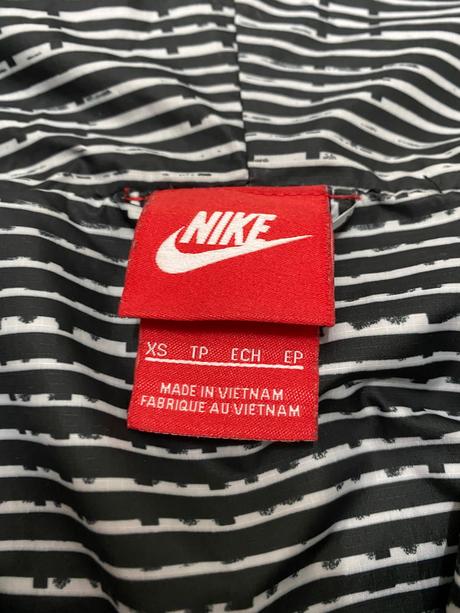 NIKE
XS TP ECH EP
MADE IN VIETNAM
FABRIQUE AU VIETNAM